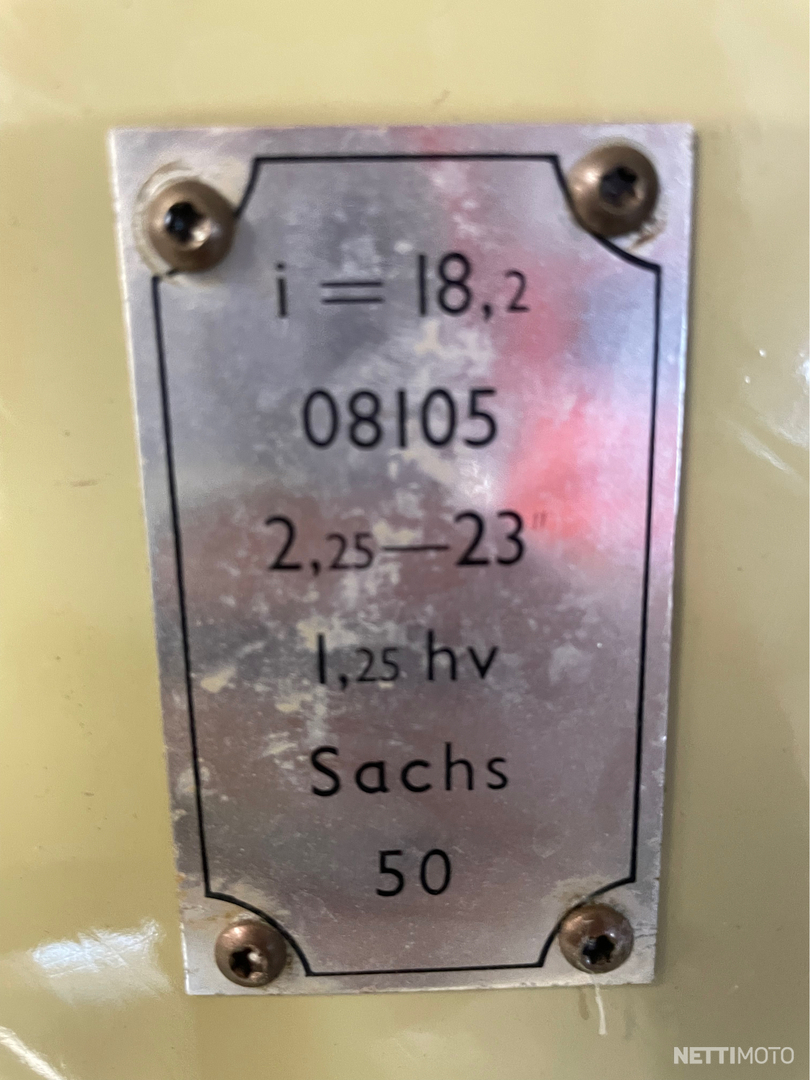 i = 18,2
08105
2,25—23"
1,25 hv
Sachs
50
NETTIMOTO